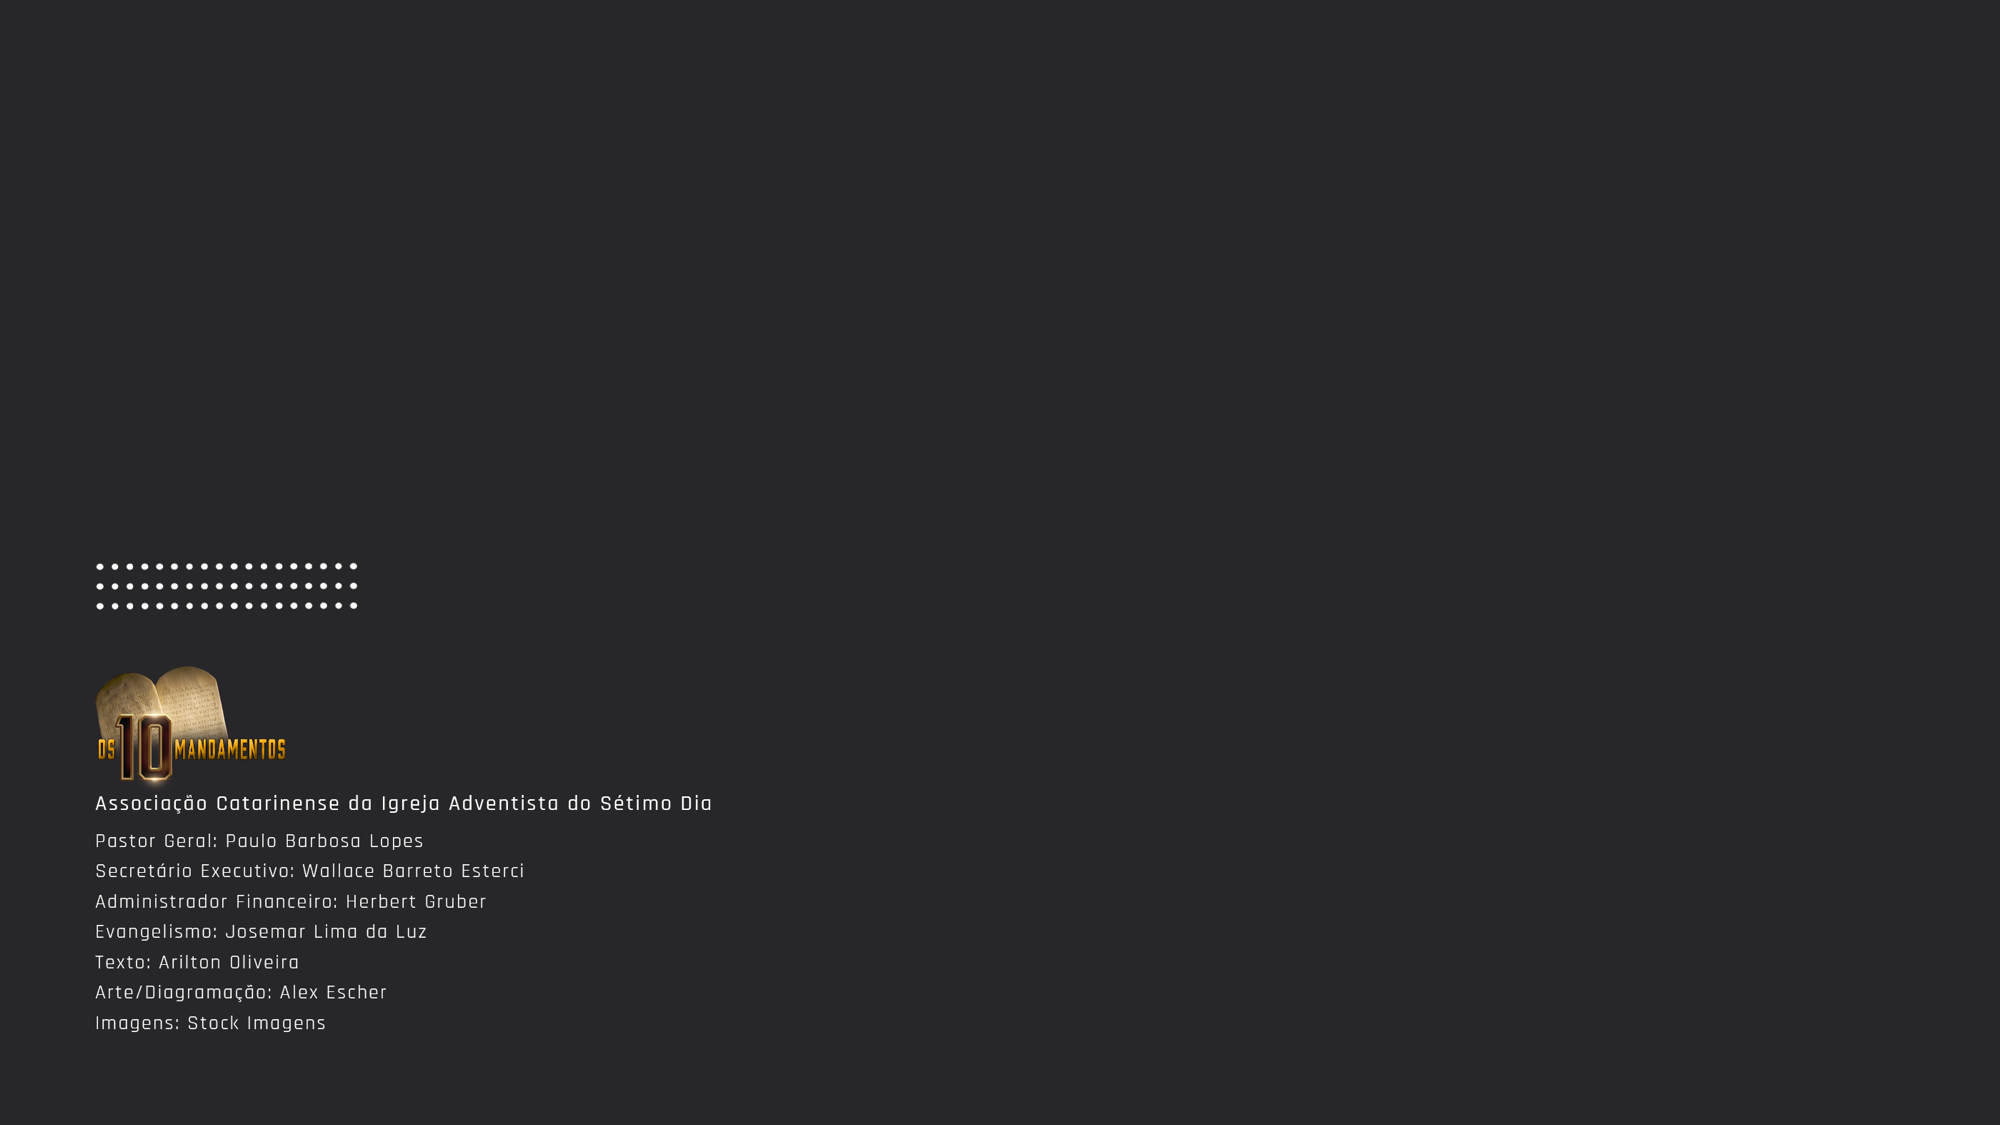 OS 10 MANDAMENTOS
Associação Catarinense da Igreja Adventista do Sétimo Dia
Pastor Geral: Paulo Barbosa Lopes
Secretário Executivo: Wallace Barreto Esterci
Administrador Financeiro: Herbert Gruber
Evangelismo: Josemar Lima da Luz
Texto: Arilton Oliveira
Arte/Diagramação: Alex Escher
Imagens: Stock Imagens